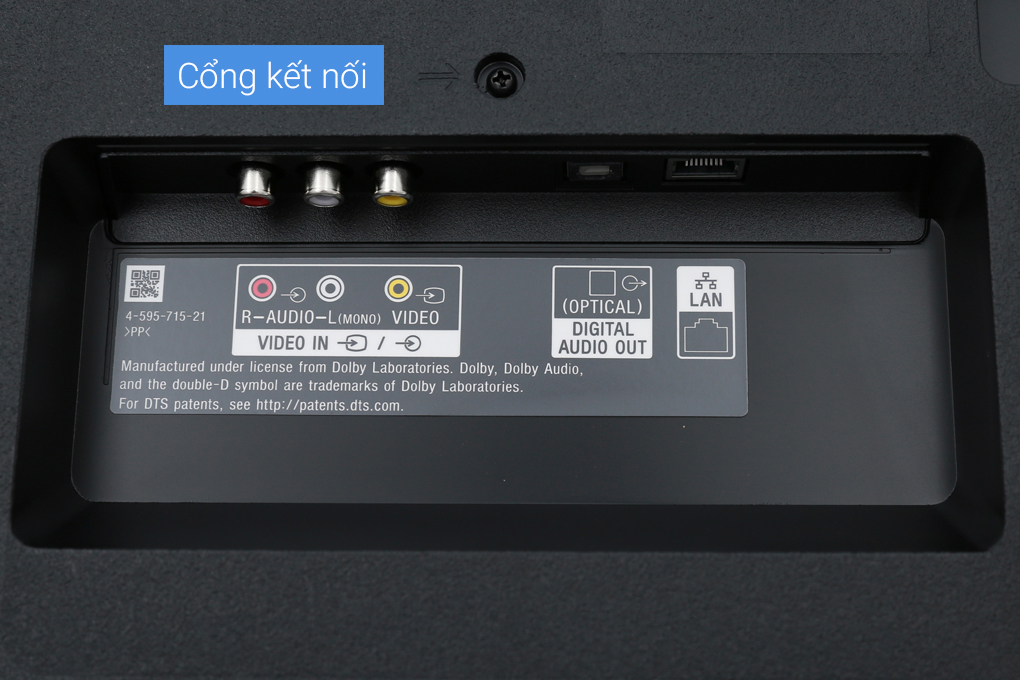 Cổng kết nối
4-595-715-21
>PP<
R-AUDIO-L(MONO) VIDEO
VIDEO IN /
(OPTICAL)
DIGITAL
AUDIO OUT
LAN
Manufactured under license from Dolby Laboratories. Dolby, Dolby Audio,
and the double-D symbol are trademarks of Dolby Laboratories.
For DTS patents, see http://patents.dts.com.